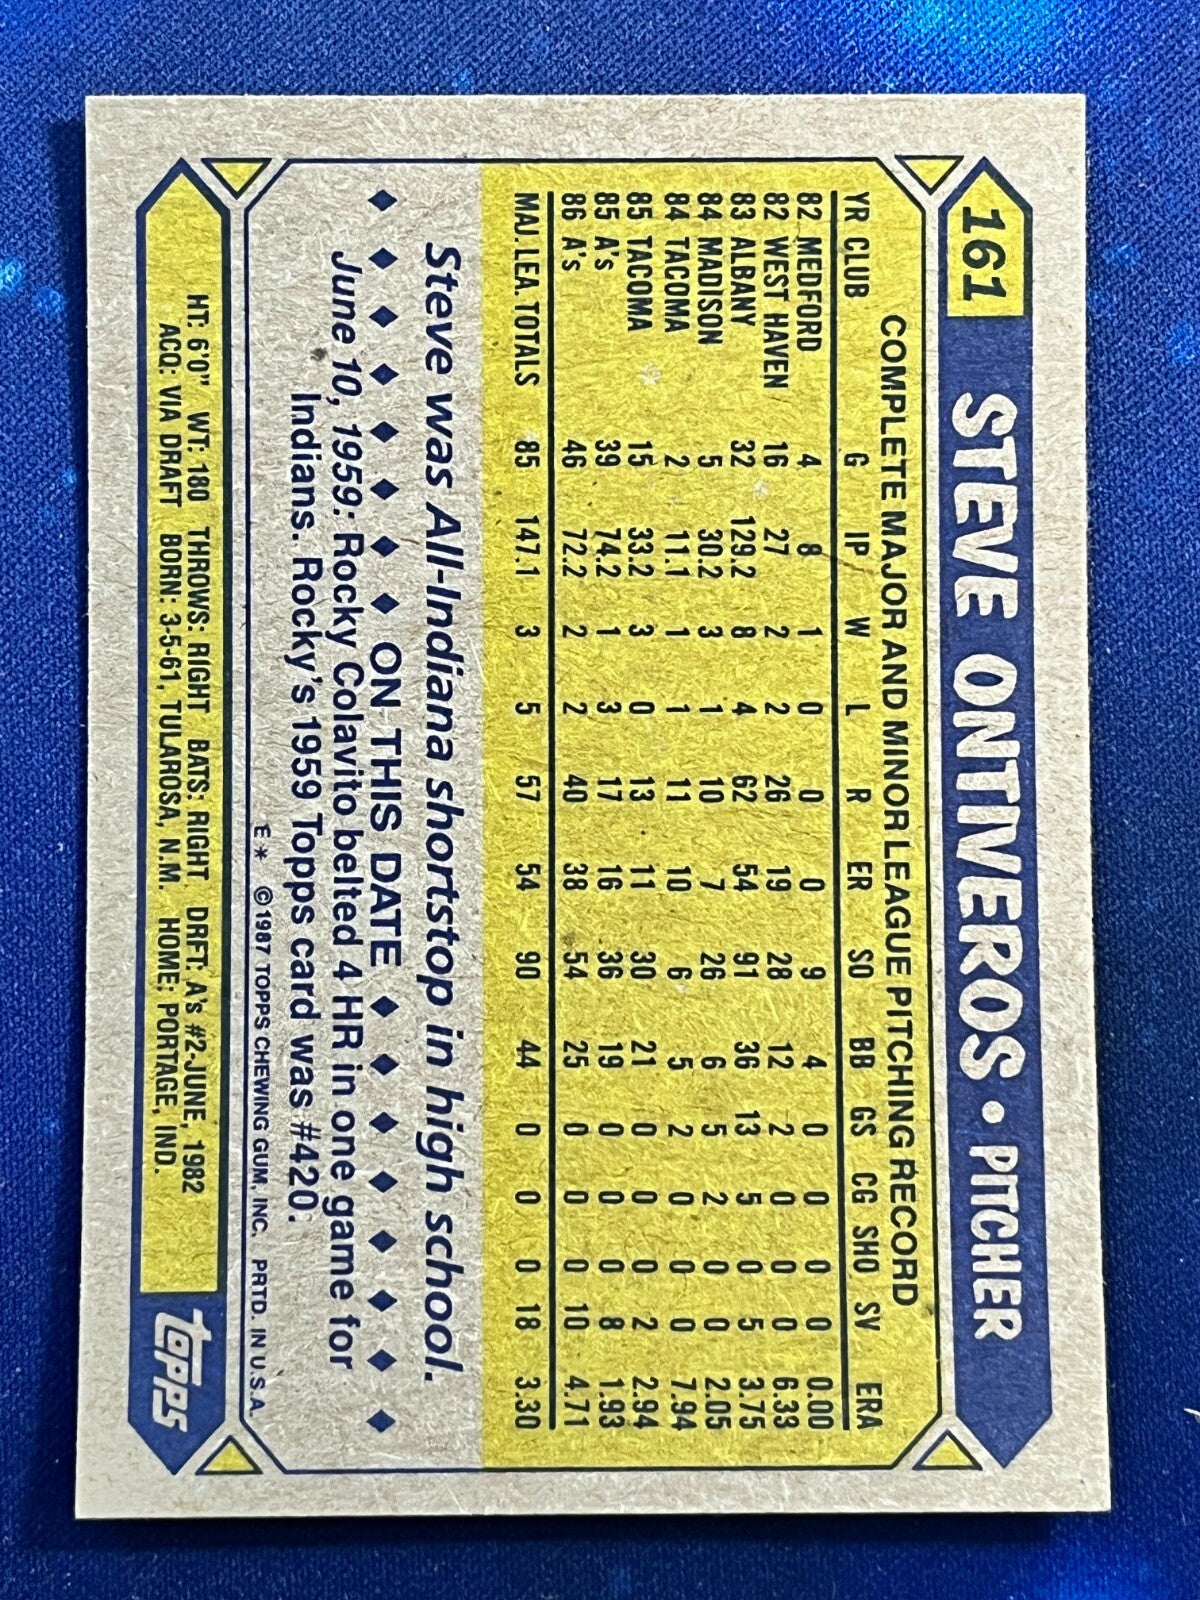 161 STEVE ONTIVEROS • PITCHER
COMPLETE MAJOR AND MINOR LEAGUE PITCHING RECORD
YR CLUB G IP W L R ER SO BB GS CG SHO SV ERA
82 MEDFORD 4 8 1 0 0 0 9 4 0 0 0 0 0.00
82 WEST HAVEN 16 27 2 2 26 19 28 12 2 0 0 0 6.33
83 ALBANY 32 129.2 8 4 62 54 91 36 13 5 0 5 3.75
84 MADISON 5 30.2 3 1 10 7 26 6 5 2 0 0 2.05
84 TACOMA 2 11.1 1 1 11 10 6 5 2 0 0 0 7.94
85 TACOMA 15 33.2 3 0 13 11 30 21 0 0 0 2 2.94
85 A's 39 74.2 1 3 17 16 36 19 0 0 0 8 1.93
86 A's 46 72.2 2 2 40 38 54 25 0 0 0 10 4.71
MAJ. LEA. TOTALS 85 147.1 3 5 57 54 90 44 0 0 0 18 3.30
Steve was All-Indiana shortstop in high school.
♦ ♦ ♦ ♦ ♦ ♦ ♦ ♦ ON THIS DATE ♦ ♦ ♦ ♦ ♦ ♦ ♦ ♦
June 10, 1959: Rocky Colavito belted 4 HR in one game for
Indians. Rocky's 1959 Topps card was #420.
E* ©1987 TOPPS CHEWING GUM, INC. PRTD. IN U.S.A.
HT: 6'0" WT: 180 THROWS: RIGHT BATS: RIGHT DRFT: A's #2-JUNE, 1982
ACQ: VIA DRAFT BORN: 3-5-61, TULAROSA, N.M. HOME: PORTAGE, IND.
topps